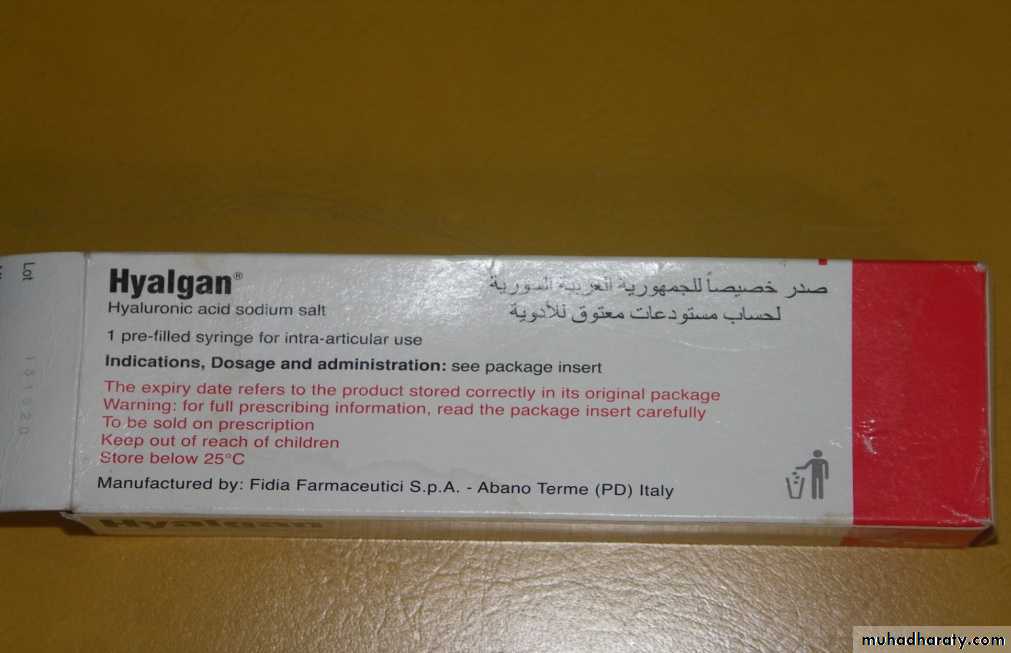 Hyalgan®
Hyaluronic acid sodium salt
1 pre-filled syringe for intra-articular use
Indications, Dosage and administration: see package insert
The expiry date refers to the product stored correctly in its original package
Warning: for full prescribing information, read the package insert carefully
To be sold on prescription
Keep out of reach of children
Store below 25°C
Manufactured by: Fidia Farmaceutici S.p.A. - Abano Terme (PD) Italy
صدر خصيصاً للجمهورية العربية السورية
لحساب مستودعات معتوق للأدوية
Lot
Hyalgan
muhadharaty.com